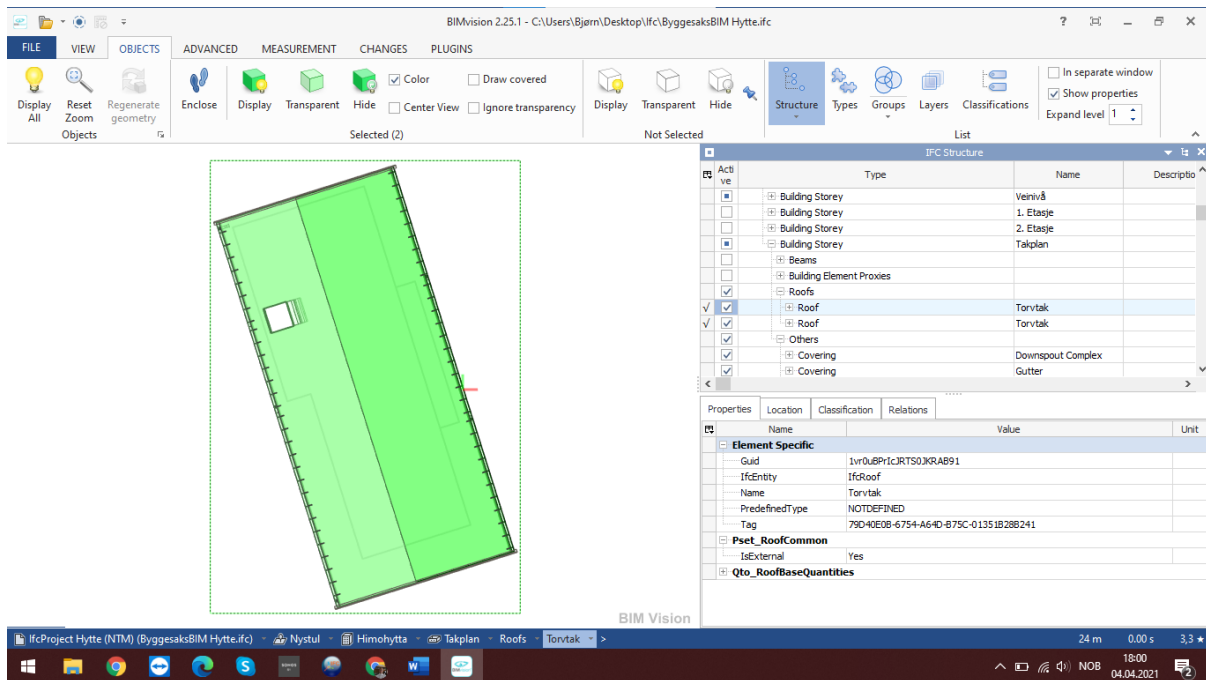 BIMvision 2.25.1 - C:\Users\Bjørn\Desktop\Ifc\ByggesaksBIM Hytte.ifc
FILE VIEW OBJECTS ADVANCED MEASUREMENT CHANGES PLUGINS
Display All
Reset Zoom
Regenerate geometry
Objects
Enclose
Display
Transparent
Hide
Color
Center View
Draw covered
Ignore transparency
Selected (2)
Display
Transparent
Hide
Not Selected
Structure
Types
Groups
Layers
Classifications
In separate window
Show properties
Expand level 1
List
IFC Structure
Active Type Name Descriptio
Building Storey Veinivå
Building Storey 1. Etasje
Building Storey 2. Etasje
Building Storey Takplan
Beams
Building Element Proxies
Roofs
Roof Torvtak
Roof Torvtak
Others
Covering Downspout Complex
Covering Gutter
Properties Location Classification Relations
Name Value Unit
Element Specific
Guid 1vr0uBPrIcJRTS0JKRAB91
IfcEntity IfcRoof
Name Torvtak
PredefinedType NOTDEFINED
Tag 79D40E0B-6754-A64D-B75C-01351B28B241
Pset_RoofCommon
IsExternal Yes
Qto_RoofBaseQuantities
BIM Vision
IfcProject Hytte (NTM) (ByggesaksBIM Hytte.ifc) Nystul Himohytta Takplan Roofs Torvtak > 24 m 0.00 s 3,3 ★
NOB
18:00
04.04.2021
2